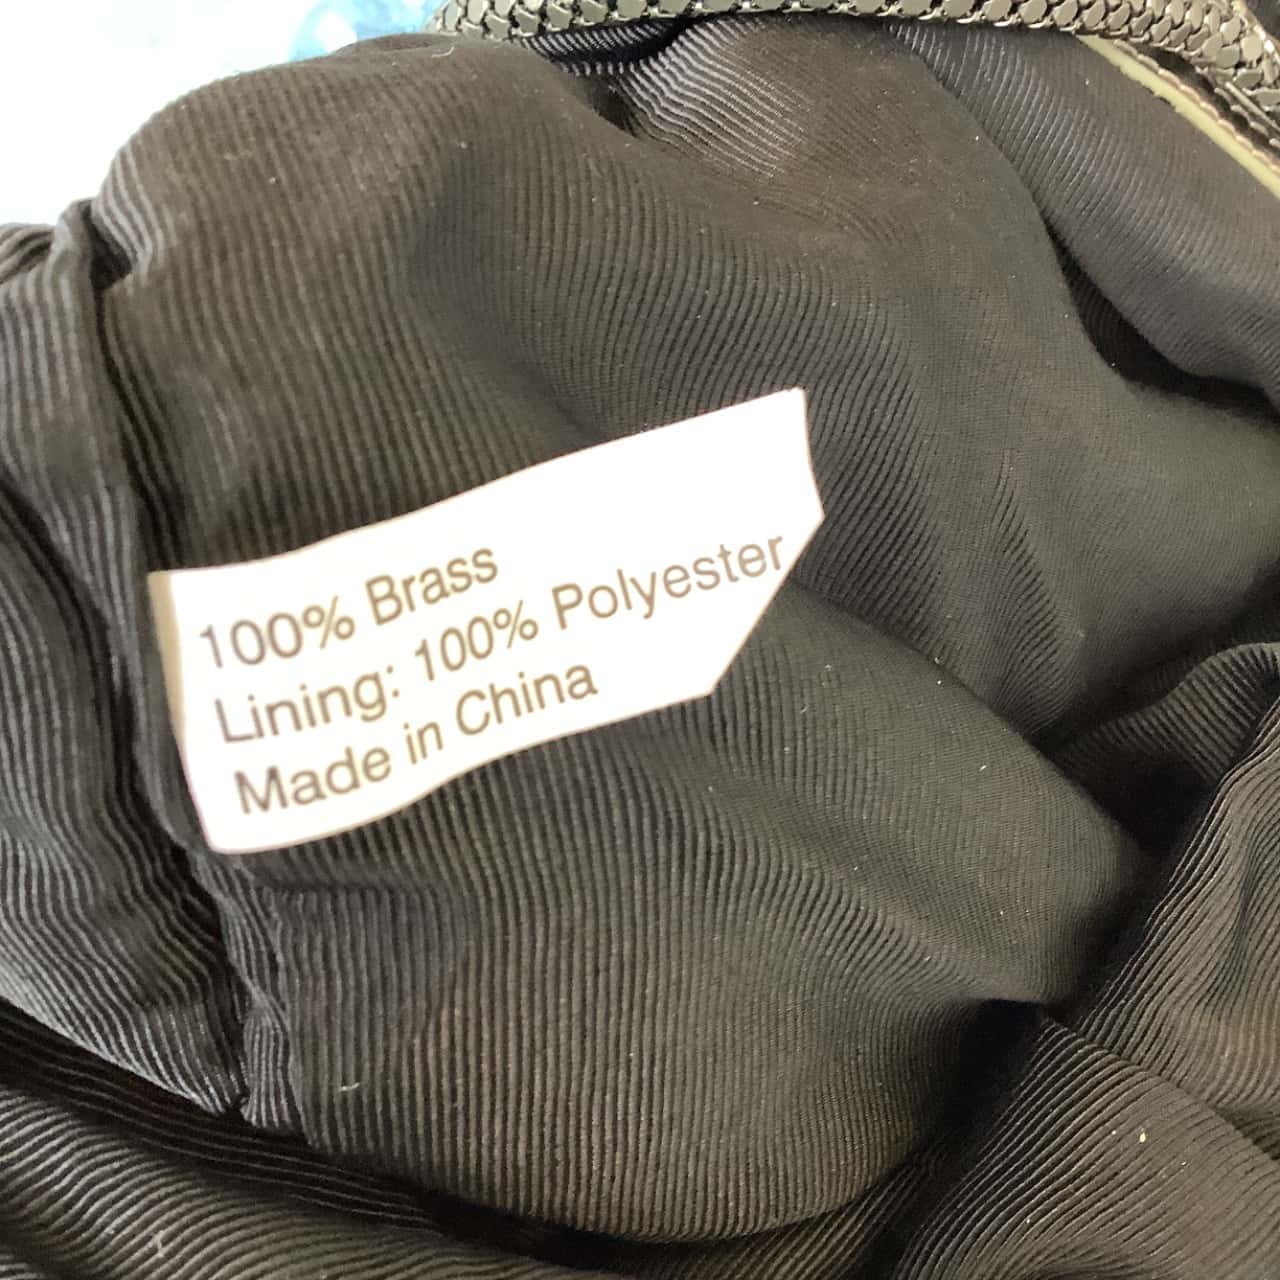 100% Brass
Lining: 100% Polyester
Made in China